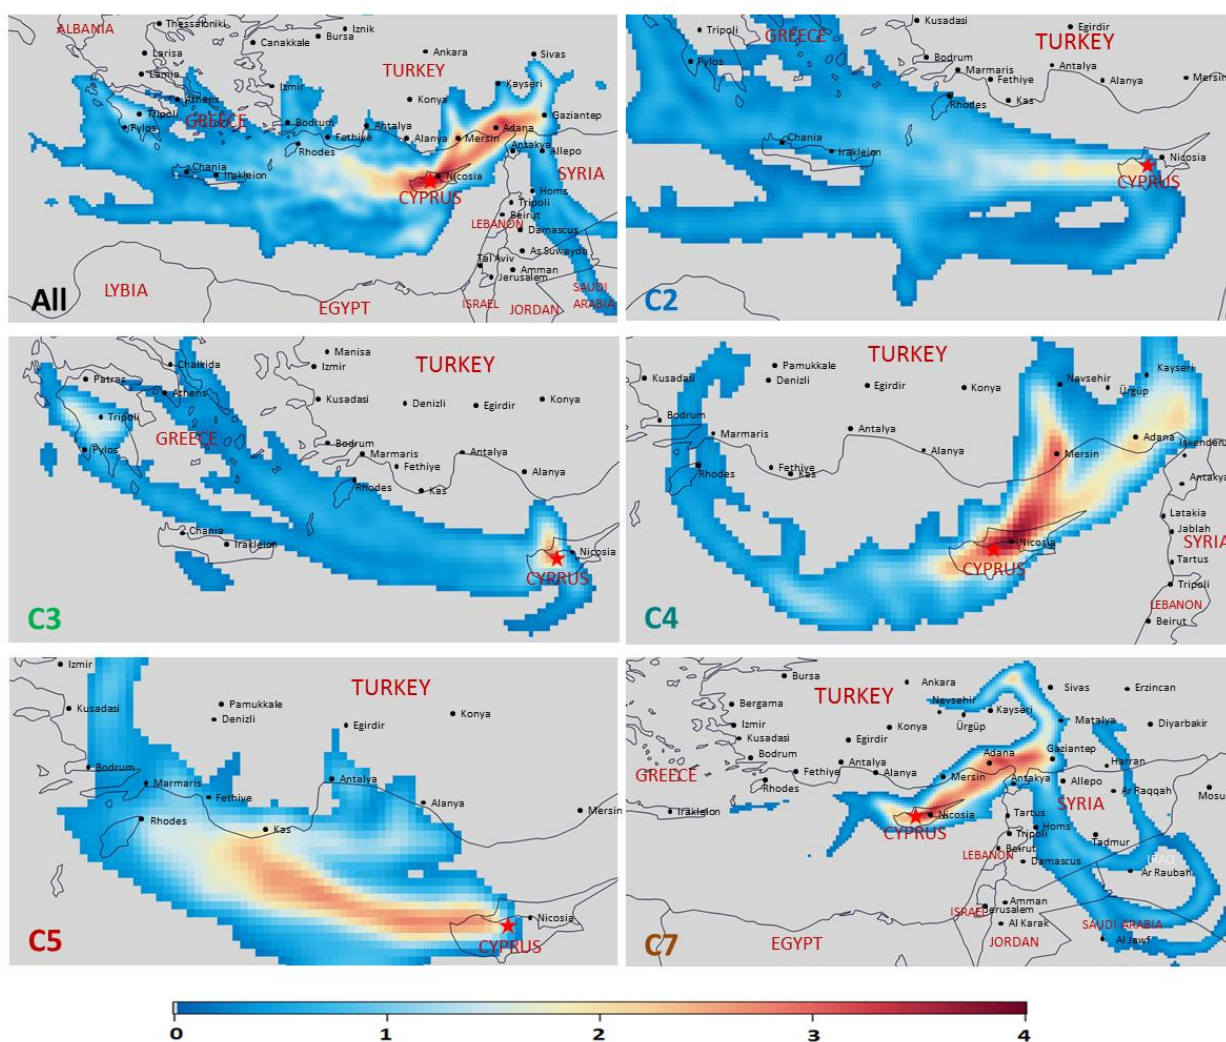 Thessaloniki
ALBANIA
Iznik
Bursa
Canakkale
Larisa
Ankara
Sivas
Lamia
TURKEY
Izmir
Kayseri
Athens
Konya
Tripoli
GREECE
Pylos
Bodrum
Antalya
Gaziantep
Adana
Fethiye
Alanya
Mersin
Rhodes
Antakya
Allepo
Chania
Irakleion
Nicosia
SYRIA
CYPRUS
Homs
Tripoli
Beirut
LEBANON
Damascus
As Suwayda
Tal Aviv
Amman
Jerusalem
LYBIA
EGYPT
ISRAEL
JORDAN
SAUDI
ARABIA
All
Kusadasi
Egirdir
Tripoli
GREECE
TURKEY
Pylos
Bodrum
Marmaris
Antalya
Fethiye
Alanya
Mersin
Rhodes
Kas
Chania
Irakleion
Nicosia
CYPRUS
C2
Manisa
Chalkida
Izmir
TURKEY
Patras
Athens
Kusadasi
Denizli
Egirdir
Konya
Tripoli
GREECE
Pylos
Bodrum
Marmaris
Antalya
Fethiye
Alanya
Rhodes
Kas
Chania
Irakleion
Nicosia
CYPRUS
C3
TURKEY
Pamukkale
Kayseri
Kusadasi
Denizli
Egirdir
Konya
Nevsehir
Ürgüp
Bodrum
Marmaris
Antalya
Adana
Iskenderu
Alanya
Mersin
Rhodes
Fethiye
Kas
Antakya
Latakia
Jablah
Nicosia
SYRIA
CYPRUS
Tartus
Tripoli
LEBANON
Beirut
C4
Izmir
TURKEY
Kusadasi
Pamukkale
Denizli
Konya
Egirdir
Bodrum
Marmaris
Antalya
Fethiye
Alanya
Mersin
Rhodes
Kas
Nicosia
CYPRUS
C5
Bursa
Ankara
Sivas
Erzincan
TURKEY
Nevsehir
Bergama
Kayseri
Ürgüp
Matalya
Izmir
Konya
Diyarbakir
Kusadasi
Egirdir
Bodrum
Adana
Gaziantep
Antalya
Harran
GREECE
Fethiye
Alanya
Mersin
Antakya
Allepo
Rhodes
Ar Raqqah
Mosu
SYRIA
Irakleion
Nicosia
Tartus
CYPRUS
Homs
Tripoli
Tadmur
Beirut
LEBANON
Damascus
IRAQ
Ar Raubah
Amman
ISRAEL
Jerusalem
Al Karak
SAUDI ARABIA
EGYPT
JORDAN
Al Jawf
C7
0 1 2 3 4